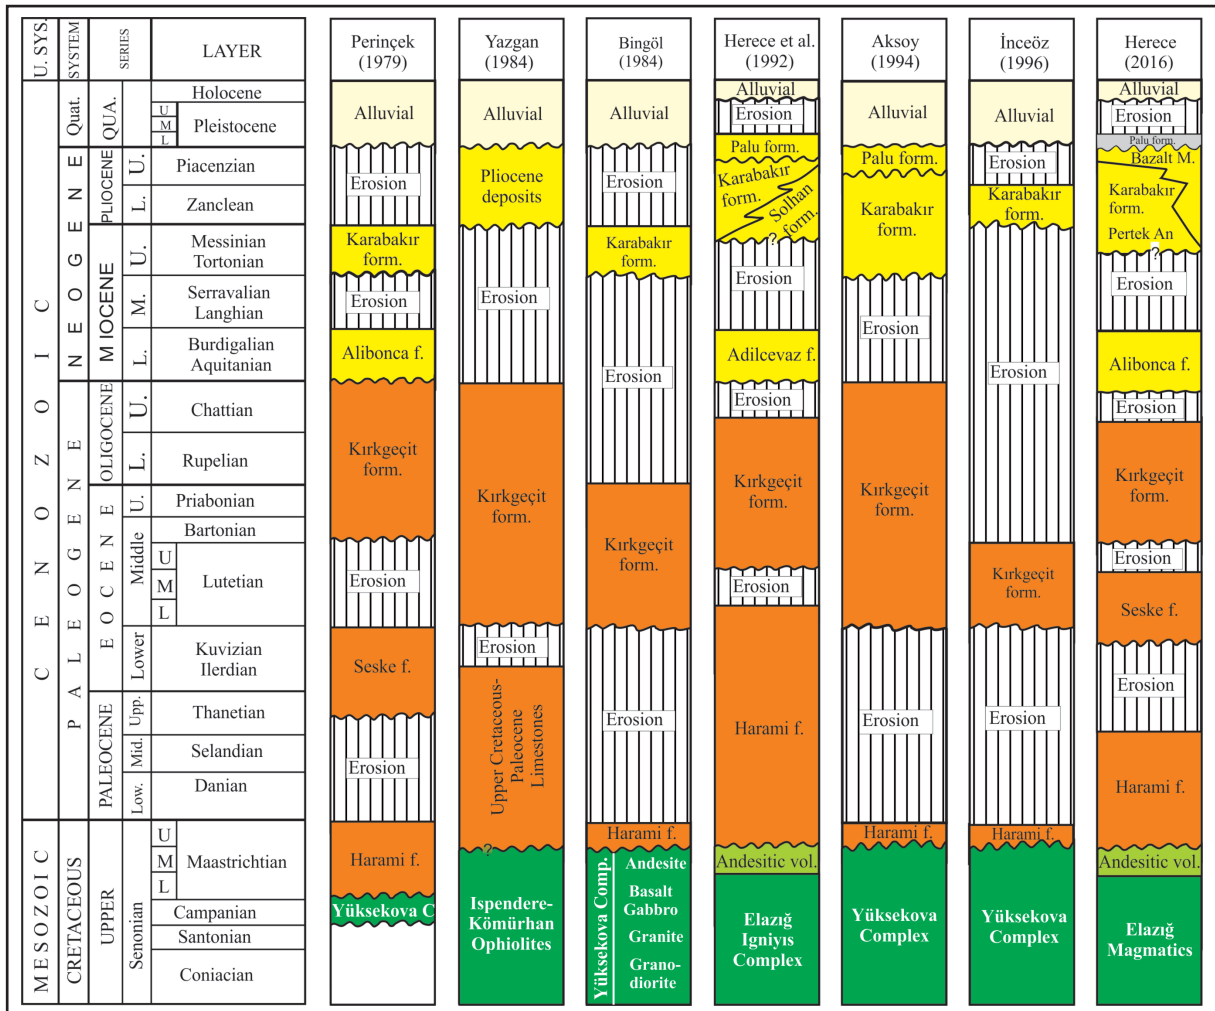 U. SYS.
SYSTEM
SERIES
LAYER
Perinçek
(1979)
Yazgan
(1984)
Bingöl
(1984)
Herece et al.
(1992)
Aksoy
(1994)
İnceöz
(1996)
Herece
(2016)
C E N O Z O I C
MESOZOIC
Quat.
NEOGENE
PALEOGENE
CRETACEOUS
QUA.
PLIOCENE
MIOCENE
OLIGOCENE
EOCENE
PALEOCENE
UPPER
U
M
L
U.
L.
U.
M.
L.
U.
L.
U.
Middle
U
M
L
Lower
Upp.
Mid.
Low.
U
M
L
Senonian
Holocene
Pleistocene
Piacenzian
Zanclean
Messinian
Tortonian
Serravalian
Langhian
Burdigalian
Aquitanian
Chattian
Rupelian
Priabonian
Bartonian
Lutetian
Kuvizian
Ilerdian
Thanetian
Selandian
Danian
Maastrichtian
Campanian
Santonian
Coniacian
Alluvial
Erosion
Karabakır
form.
Erosion
Alibonca f.
Kırkgeçit
form.
Erosion
Seske f.
Erosion
Harami f.
Yüksekova C
Alluvial
Pliocene
deposits
Erosion
Kırkgeçit
form.
Erosion
Upper Cretaceous-
Paleocene
Limestones
?
Ispendere-
Kömürhan
Ophiolites
Alluvial
Erosion
Karabakır
form.
Erosion
Kırkgeçit
form.
Erosion
Harami f.
Yüksekova Comp.
Andesite
Basalt
Gabbro
Granite
Grano-
diorite
Alluvial
Erosion
Palu form.
Karabakır
form.
Solhan
form.
?
Erosion
Adilcevaz f.
Erosion
Kırkgeçit
form.
Erosion
Harami f.
Andesitic vol.
Elazığ
Igniyıs
Complex
Alluvial
Palu form.
Karabakır
form.
Erosion
Kırkgeçit
form.
Erosion
Harami f.
Yüksekova
Complex
Alluvial
Erosion
Karabakır
form.
Erosion
Kırkgeçit
form.
Erosion
Harami f.
Yüksekova
Complex
Alluvial
Erosion
Palu form.
Bazalt M.
Karabakır
form.
Pertek An
?
Erosion
Alibonca f.
Erosion
Kırkgeçit
form.
Erosion
Seske f.
Erosion
Harami f.
Andesitic vol.
Elazığ
Magmatics